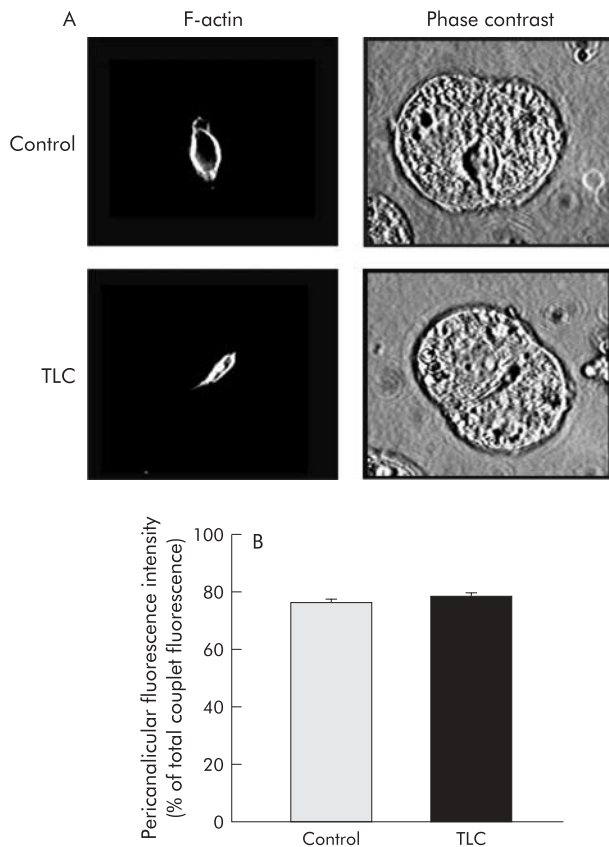 A
F-actin
Phase contrast
Control
TLC
B
Pericanalicular fluorescence intensity
(% of total couplet fluorescence)
100
80
60
40
20
0
Control
TLC